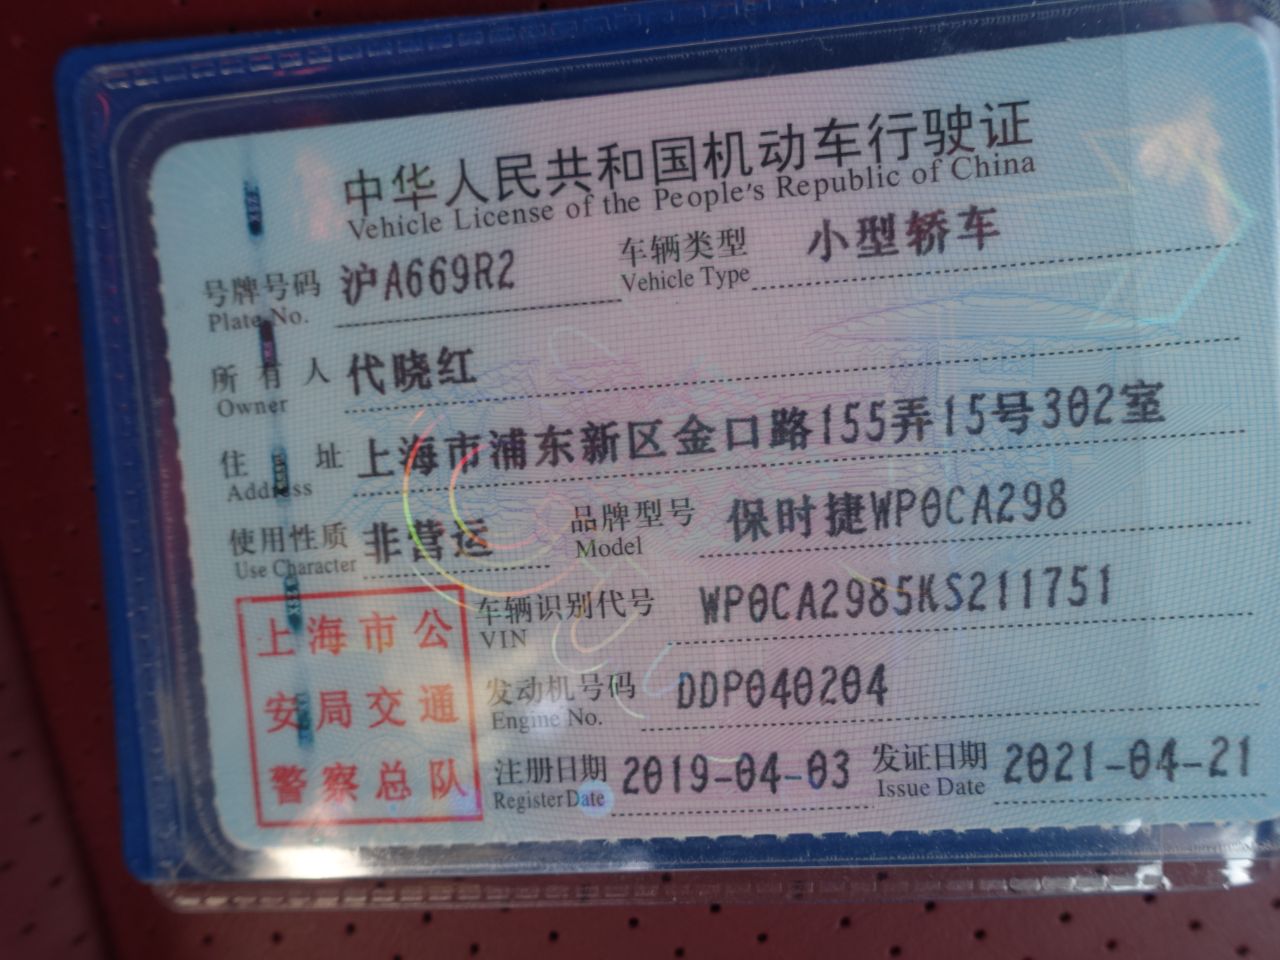 中华人民共和国机动车行驶证
Vehicle License of the People's Republic of China
号牌号码 沪A669R2 车辆类型 小型轿车
Plate No. Vehicle Type
所有人 代晓红
Owner
住址 上海市浦东新区金口路155弄15号302室
Address
使用性质 非营运 品牌型号 保时捷WP0CA298
Use Character Model
车辆识别代号 WP0CA2985KS211751
VIN
发动机号码 DDP040204
Engine No.
注册日期 2019-04-03 发证日期 2021-04-21
Register Date Issue Date
上海市公
安局交通
警察总队